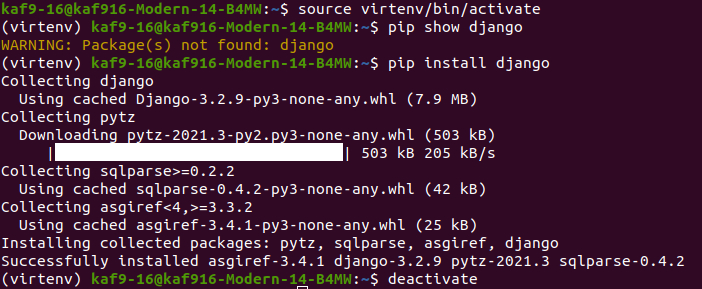 kaf9-16@kaf916-Modern-14-B4MW:~$ source virtenv/bin/activate
(virtenv) kaf9-16@kaf916-Modern-14-B4MW:~$ pip show django
WARNING: Package(s) not found: django
(virtenv) kaf9-16@kaf916-Modern-14-B4MW:~$ pip install django
Collecting django
  Using cached Django-3.2.9-py3-none-any.whl (7.9 MB)
Collecting pytz
  Downloading pytz-2021.3-py2.py3-none-any.whl (503 kB)
     |████████████████████████████████| 503 kB 205 kB/s
Collecting sqlparse>=0.2.2
  Using cached sqlparse-0.4.2-py3-none-any.whl (42 kB)
Collecting asgiref<4,>=3.3.2
  Using cached asgiref-3.4.1-py3-none-any.whl (25 kB)
Installing collected packages: pytz, sqlparse, asgiref, django
Successfully installed asgiref-3.4.1 django-3.2.9 pytz-2021.3 sqlparse-0.4.2
(virtenv) kaf9-16@kaf916-Modern-14-B4MW:~$ deactivate